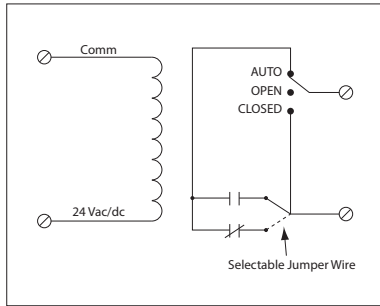 Comm
AUTO
OPEN
CLOSED
24 Vac/dc
Selectable Jumper Wire